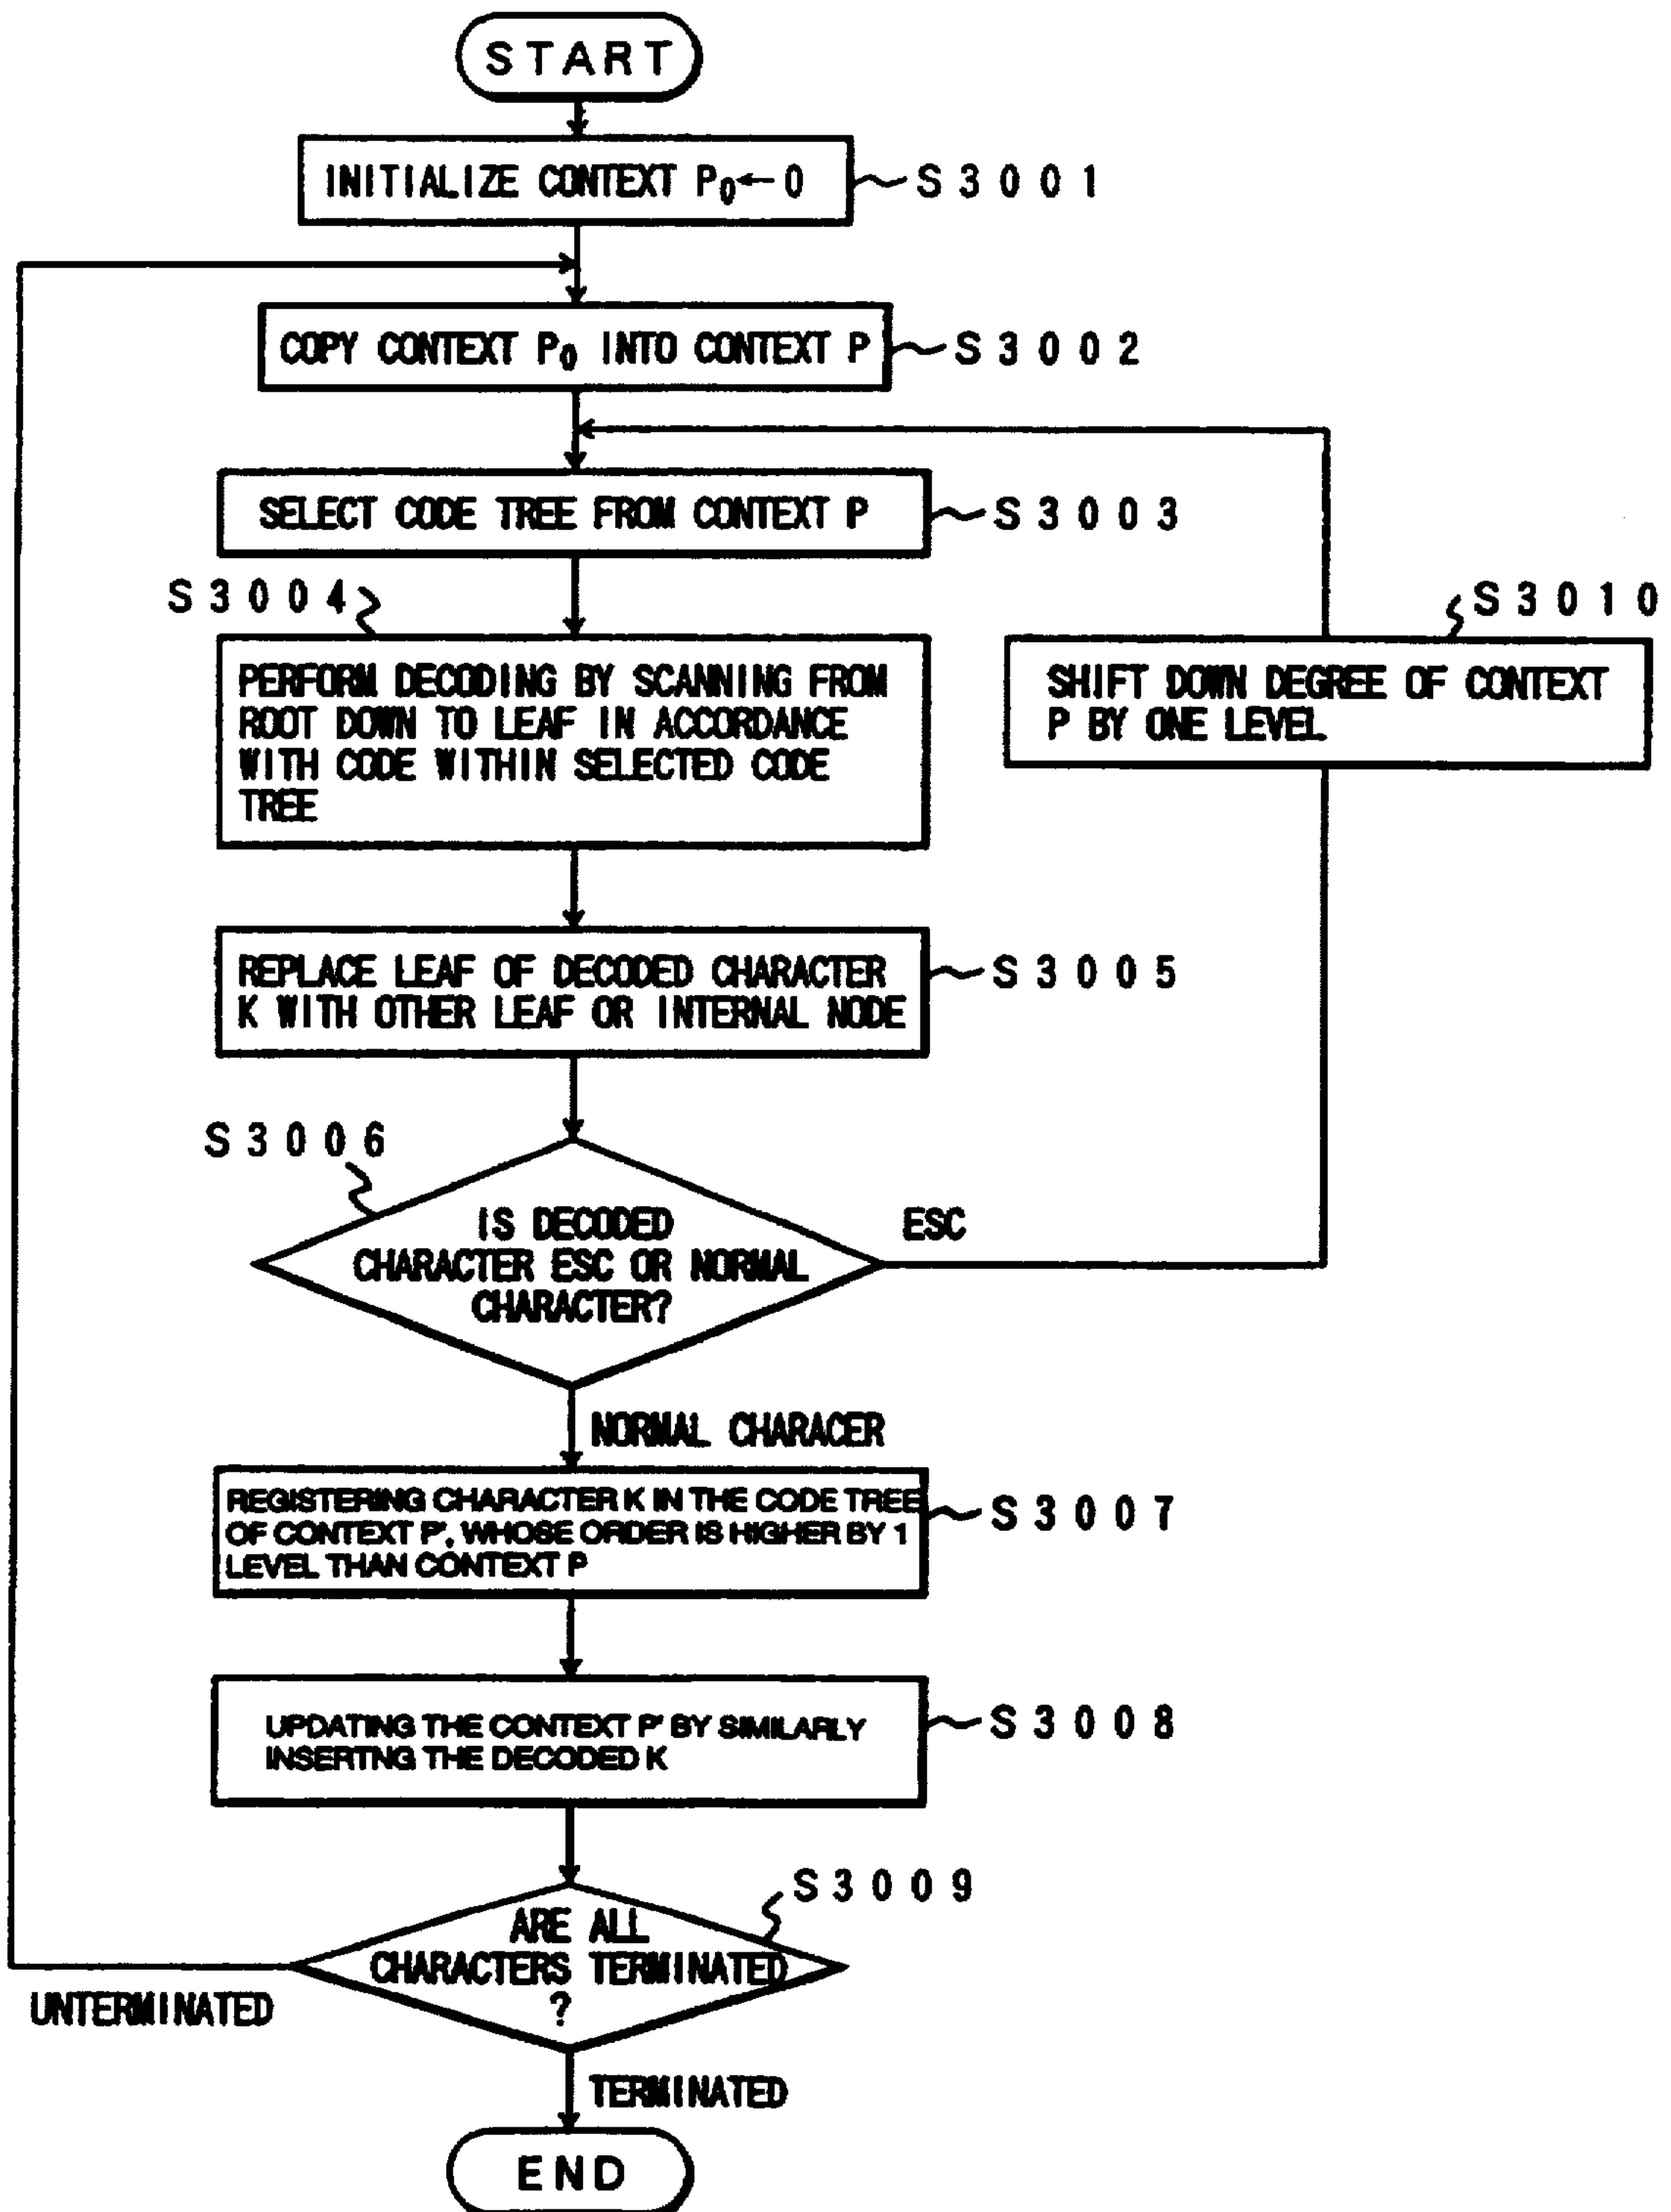 START
INITIALIZE CONTEXT P₀←0
S3001
COPY CONTEXT P₀ INTO CONTEXT P
S3002
SELECT CODE TREE FROM CONTEXT P
S3003
S3004
PERFORM DECODING BY SCANNING FROM
ROOT DOWN TO LEAF IN ACCORDANCE
WITH CODE WITHIN SELECTED CODE
TREE
S3010
SHIFT DOWN DEGREE OF CONTEXT
P BY ONE LEVEL
REPLACE LEAF OF DECODED CHARACTER
K WITH OTHER LEAF OR INTERNAL NODE
S3005
S3006
IS DECODED
CHARACTER ESC OR NORMAL
CHARACTER?
ESC
NORMAL CHARACER
REGISTERING CHARACTER K IN THE CODE TREE
OF CONTEXT P', WHOSE ORDER IS HIGHER BY 1
LEVEL THAN CONTEXT P
S3007
UPDATING THE CONTEXT P' BY SIMILARLY
INSERTNG THE DECODED K
S3008
S3009
ARE ALL
CHARACTERS TERMINATED
?
UNTERMINATED
TERMINATED
END